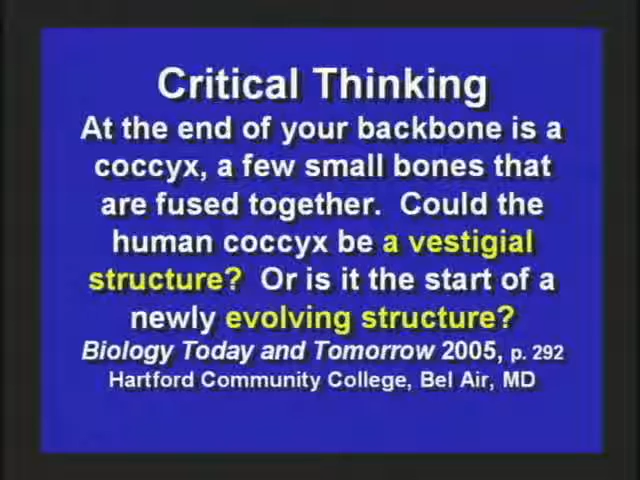 Critical Thinking
At the end of your backbone is a
coccyx, a few small bones that
are fused together. Could the
human coccyx be a vestigial
structure? Or is it the start of a
newly evolving structure?
Biology Today and Tomorrow 2005, p. 292
Hartford Community College, Bel Air, MD